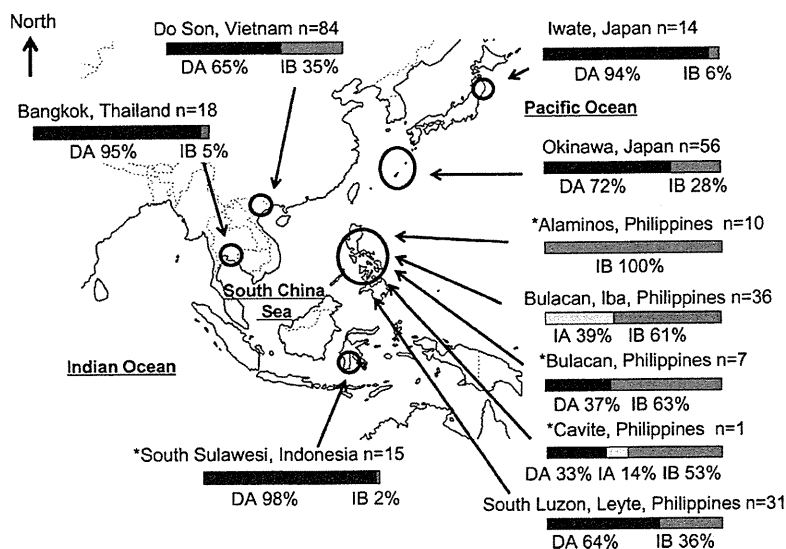 North
Do Son, Vietnam n=84
DA 65% IB 35%
Iwate, Japan n=14
DA 94% IB 6%
Pacific Ocean
Bangkok, Thailand n=18
DA 95% IB 5%
Okinawa, Japan n=56
DA 72% IB 28%
*Alaminos, Philippines n=10
IB 100%
South China
Sea
Bulacan, Iba, Philippines n=36
IA 39% IB 61%
Indian Ocean
*Bulacan, Philippines n=7
DA 37% IB 63%
*Cavite, Philippines n=1
DA 33% IA 14% IB 53%
*South Sulawesi, Indonesia n=15
DA 98% IB 2%
South Luzon, Leyte, Philippines n=31
DA 64% IB 36%